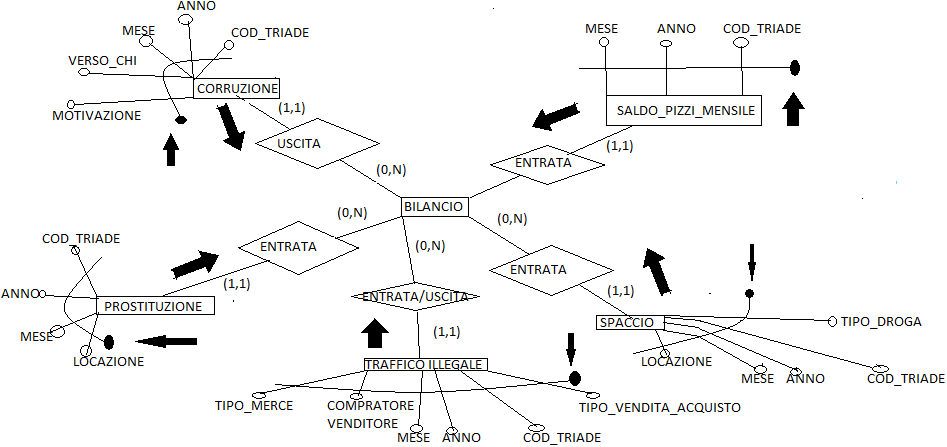 ANNO
MESE
COD_TRIADE
VERSO_CHI
CORRUZIONE
MOTIVAZIONE
(1,1)
USCITA
(0,N)
MESE
ANNO
COD_TRIADE
SALDO_PIZZI_MENSILE
(1,1)
ENTRATA
BILANCIO
(0,N)
(0,N)
(0,N)
COD_TRIADE
ENTRATA
ANNO
PROSTITUZIONE
(1,1)
MESE
LOCAZIONE
ENTRATA/USCITA
(1,1)
TRAFFICO ILLEGALE
TIPO_MERCE
COMPRATORE
VENDITORE
MESE
ANNO
COD_TRIADE
TIPO_VENDITA_ACQUISTO
ENTRATA
(1,1)
SPACCIO
TIPO_DROGA
LOCAZIONE
MESE
ANNO
COD_TRIADE